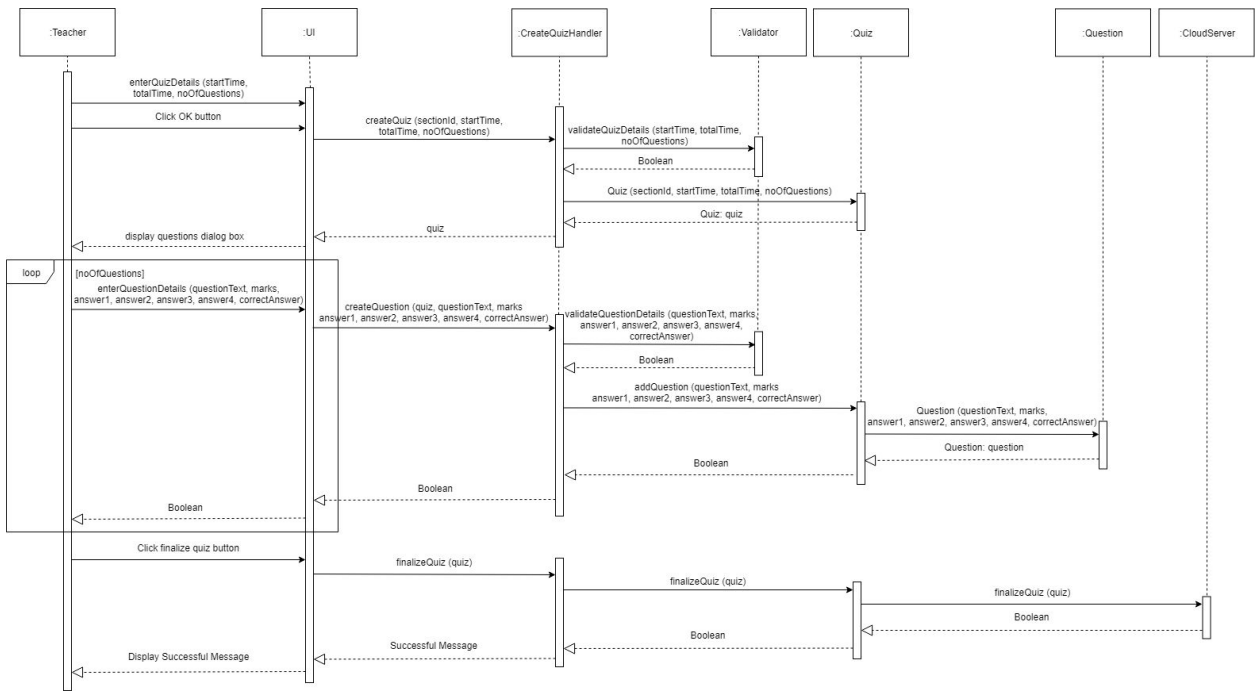 :Teacher
:UI
:CreateQuizHandler
:Validator
:Quiz
:Question
:CloudServer
enterQuizDetails (startTime,
totalTime, noOfQuestions)
Click OK button
createQuiz (sectionId, startTime,
totalTime, noOfQuestions)
validateQuizDetails (startTime, totalTime,
noOfQuestions)
Boolean
Quiz (sectionId, startTime, totalTime, noOfQuestions)
Quiz: quiz
quiz
display questions dialog box
loop
[noOfQuestions]
enterQuestionDetails (questionText, marks,
answer1, answer2, answer3, answer4, correctAnswer)
createQuestion (quiz, questionText, marks
answer1, answer2, answer3, answer4, correctAnswer)
validateQuestionDetails (questionText, marks,
answer1, answer2, answer3, answer4,
correctAnswer)
Boolean
addQuestion (questionText, marks
answer1, answer2, answer3, answer4, correctAnswer)
Question (questionText, marks,
answer1, answer2, answer3, answer4, correctAnswer)
Question: question
Boolean
Boolean
Boolean
Click finalize quiz button
finalizeQuiz (quiz)
finalizeQuiz (quiz)
finalizeQuiz (quiz)
Boolean
Boolean
Successful Message
Display Successful Message